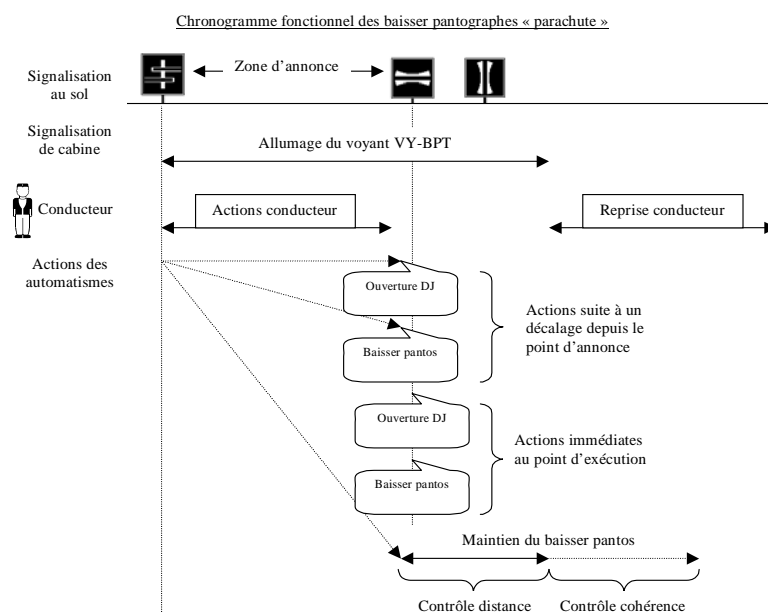 Chronogramme fonctionnel des baisser pantographes « parachute »
Signalisation
au sol
Zone d'annonce
Signalisation
de cabine
Allumage du voyant VY-BPT
Conducteur
Actions conducteur
Reprise conducteur
Actions des
automatismes
Ouverture DJ
Baisser pantos
Actions suite à un
décalage depuis le
point d'annonce
Ouverture DJ
Baisser pantos
Actions immédiates
au point d'exécution
Maintien du baisser pantos
Contrôle distance
Contrôle cohérence